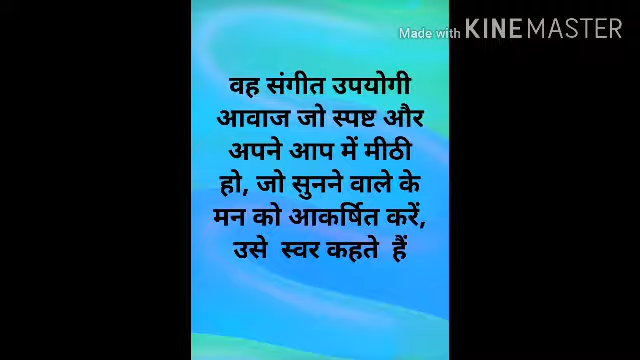 Made with KINEMASTER
वह संगीत उपयोगी
आवाज जो स्पष्ट और
अपने आप में मीठी
हो, जो सुनने वाले के
मन को आकर्षित करें,
उसे स्वर कहते हैं